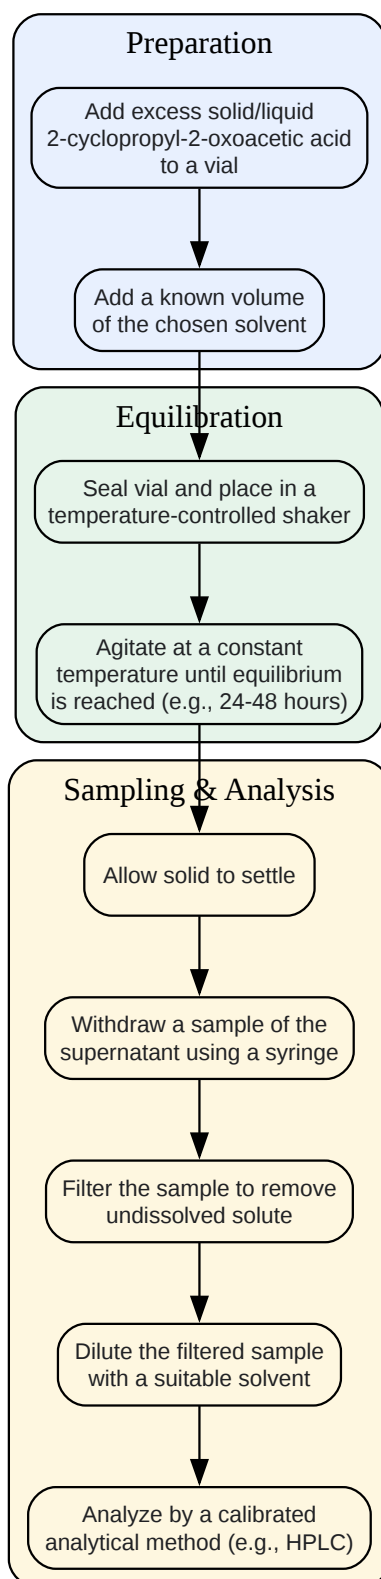 Preparation
Add excess solid/liquid
2-cyclopropyl-2-oxoacetic acid
to a vial
Add a known volume
of the chosen solvent
Equilibration
Seal vial and place in a
temperature-controlled shaker
Agitate at a constant
temperature until equilibrium
is reached (e.g., 24-48 hours)
Sampling & Analysis
Allow solid to settle
Withdraw a sample of the
supernatant using a syringe
Filter the sample to remove
undissolved solute
Dilute the filtered sample
with a suitable solvent
Analyze by a calibrated
analytical method (e.g., HPLC)